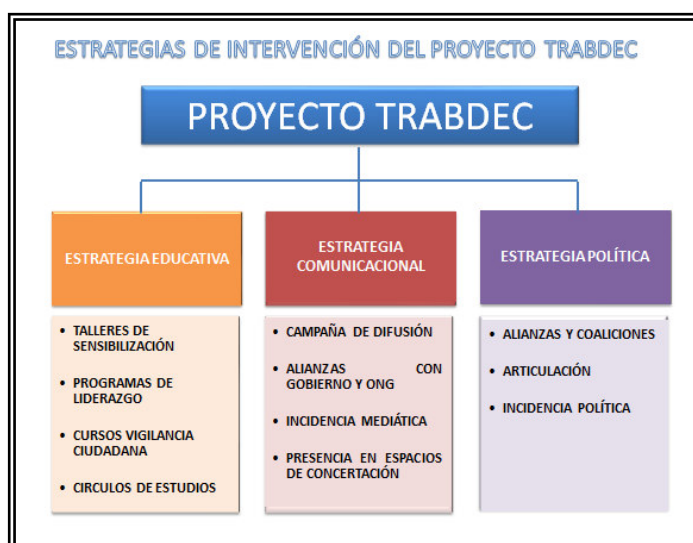 ESTRATEGIAS DE INTERVENCIÓN DEL PROYECTO TRABDEC
PROYECTO TRABDEC
ESTRATEGIA EDUCATIVA
• TALLERES DE
SENSIBILIZACIÓN
• PROGRAMAS DE
LIDERAZGO
• CURSOS VIGILANCIA
CIUDADANA
• CIRCULOS DE ESTUDIOS
ESTRATEGIA
COMUNICACIONAL
• CAMPAÑA DE DIFUSIÓN
• ALIANZAS CON
GOBIERNO Y ONG
• INCIDENCIA MEDIÁTICA
• PRESENCIA EN ESPACIOS
DE CONCERTACIÓN
ESTRATEGIA POLÍTICA
• ALIANZAS Y COALICIONES
• ARTICULACIÓN
• INCIDENCIA POLÍTICA